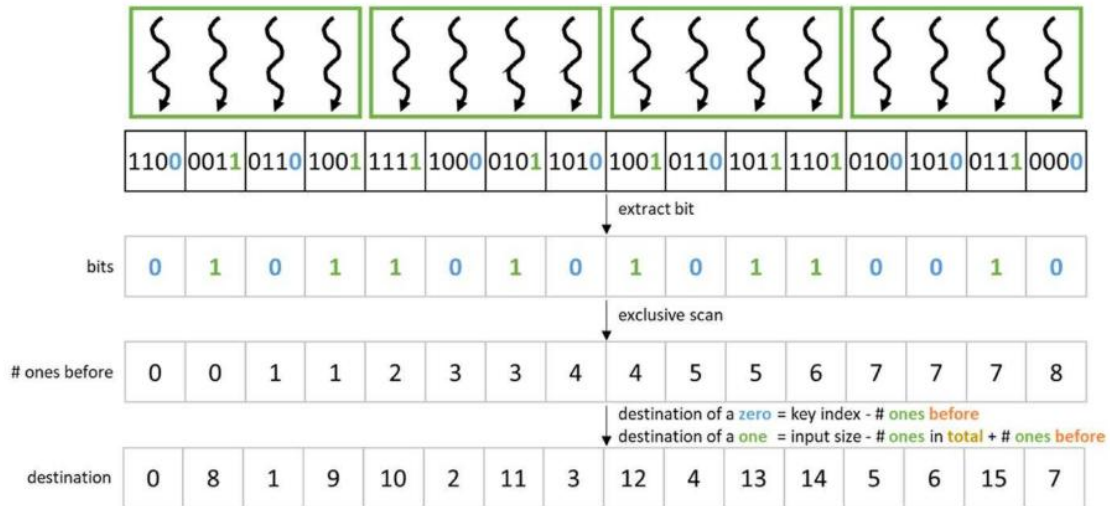 1100 0011 0110 1001 1111 1000 0101 1010 1001 0110 1011 1101 0100 1010 0111 0000
extract bit
bits 0 1 0 1 1 0 1 0 1 0 1 1 0 0 1 0
exclusive scan
# ones before 0 0 1 1 2 3 3 4 4 5 5 6 7 7 7 8
destination of a zero = key index - # ones before
destination of a one = input size - # ones in total + # ones before
destination 0 8 1 9 10 2 11 3 12 4 13 14 5 6 15 7